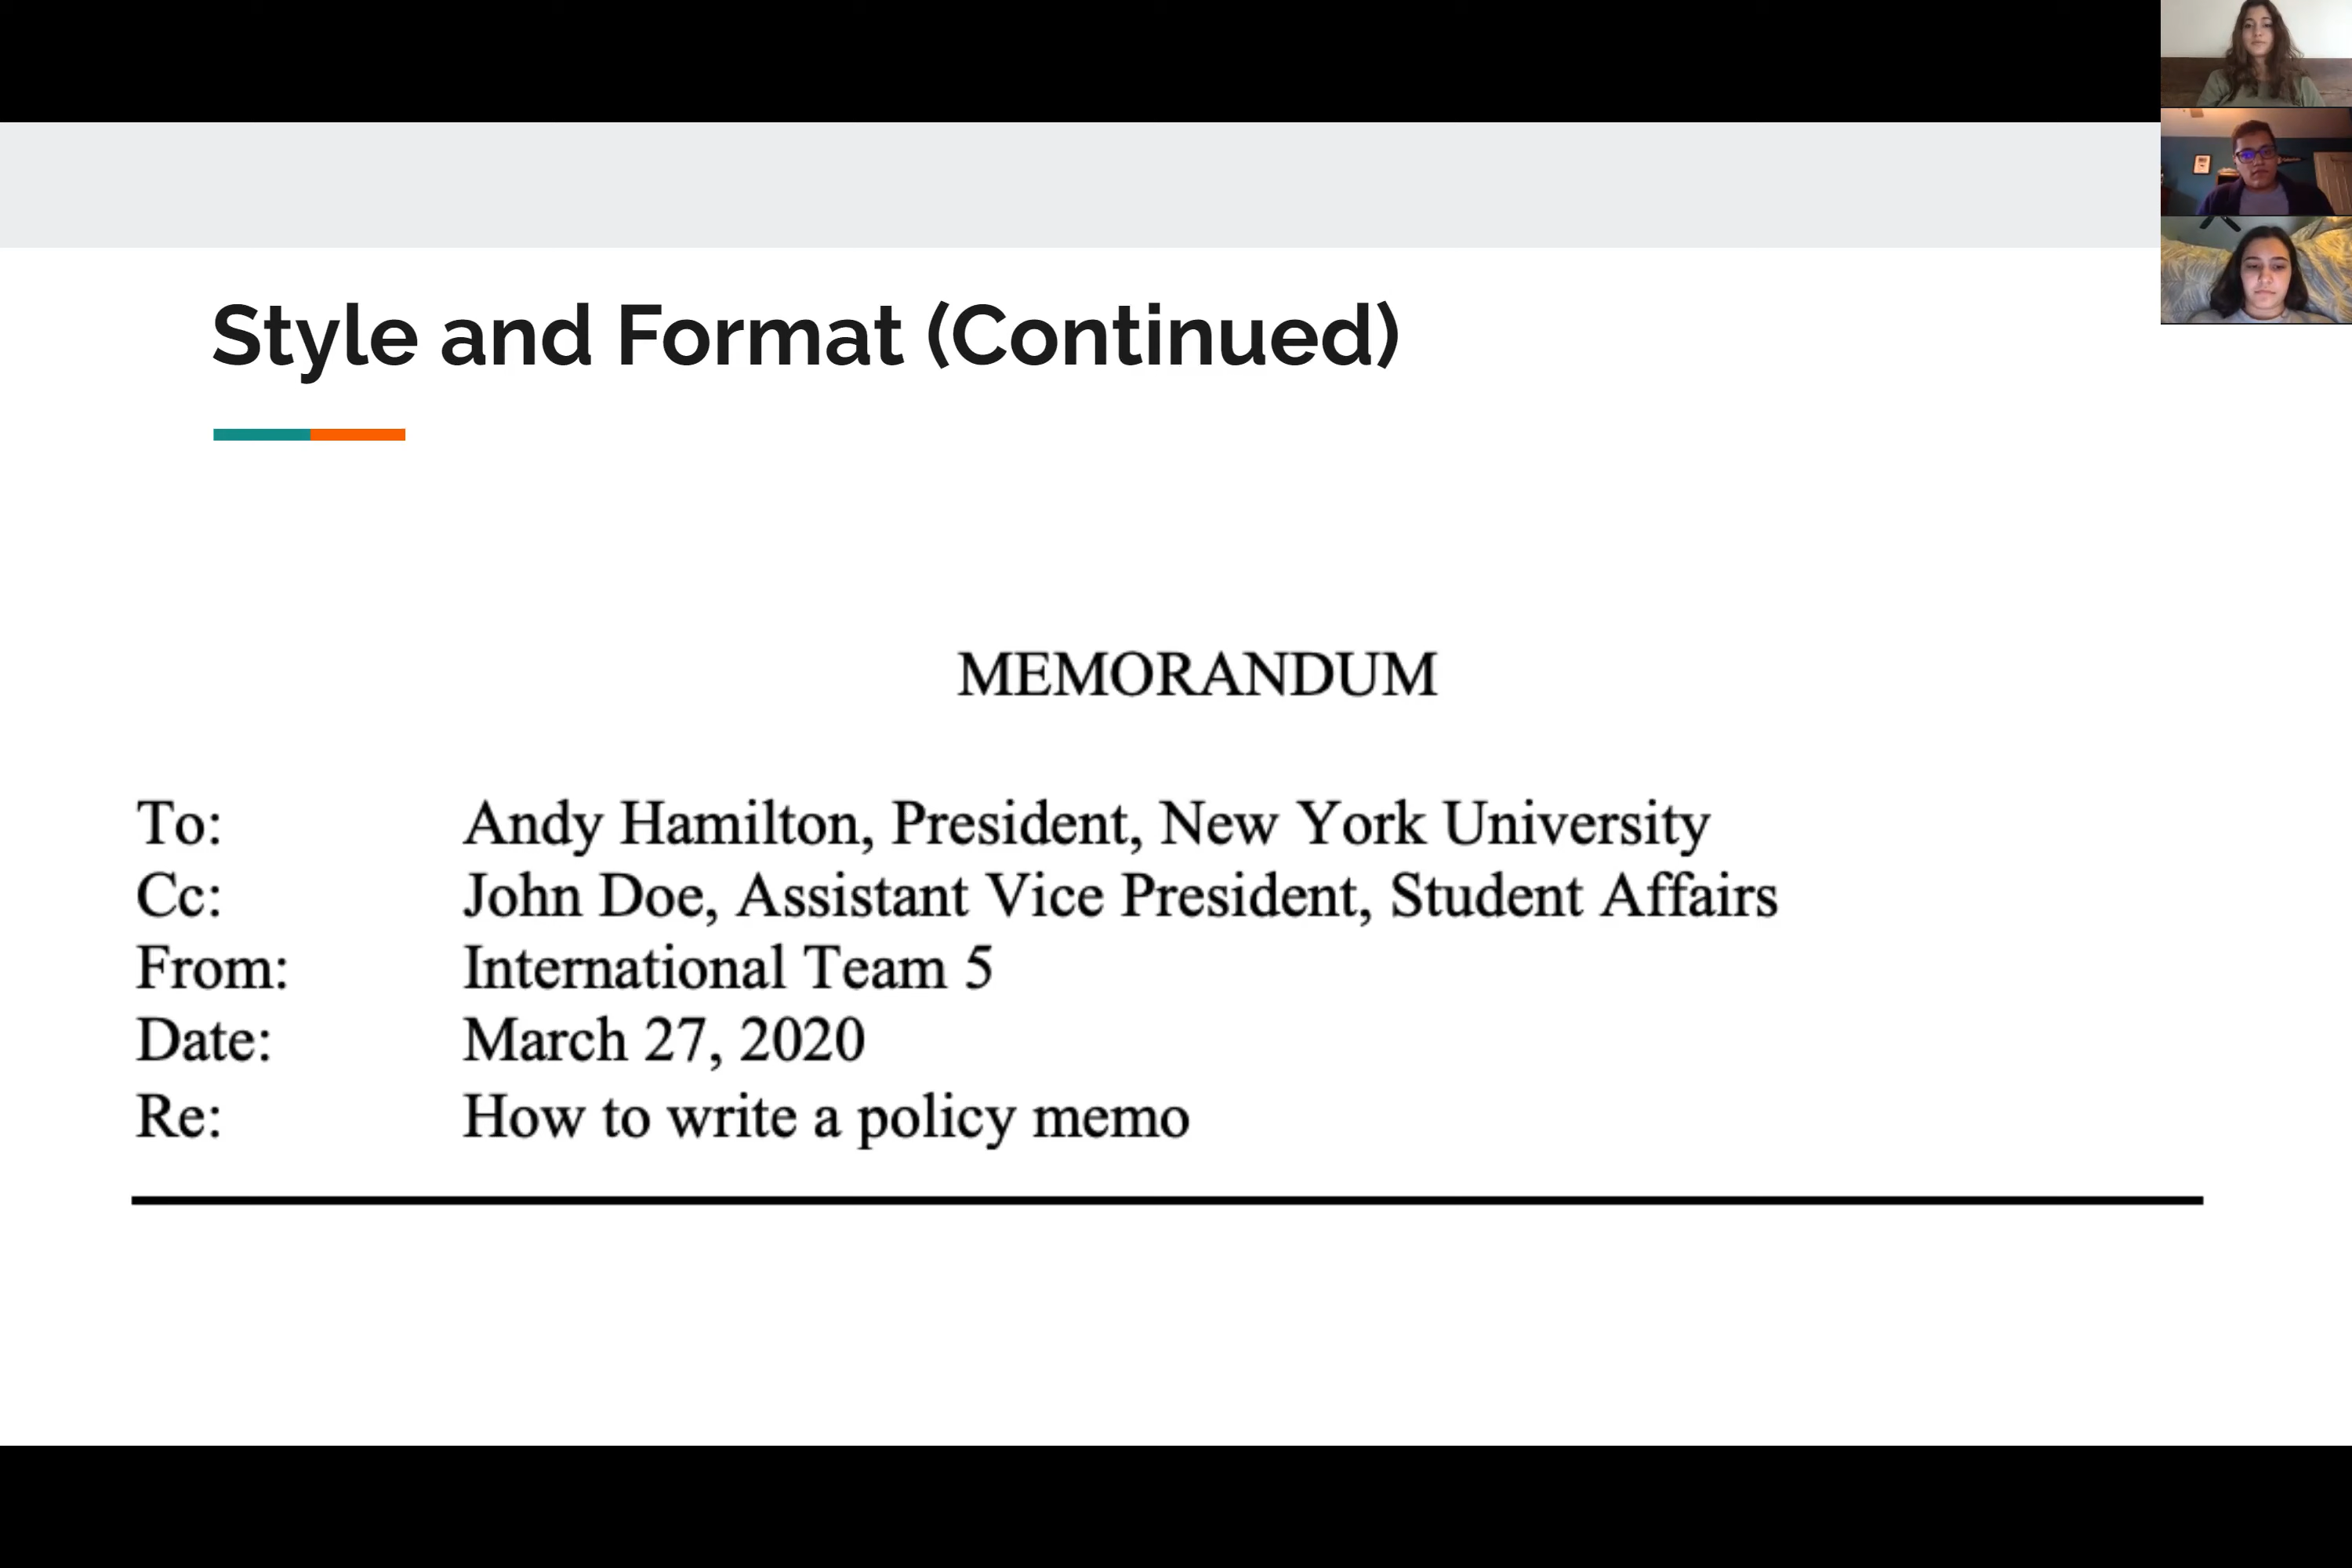 Style and Format (Continued)
MEMORANDUM
To: Andy Hamilton, President, New York University
Cc: John Doe, Assistant Vice President, Student Affairs
From: International Team 5
Date: March 27, 2020
Re: How to write a policy memo